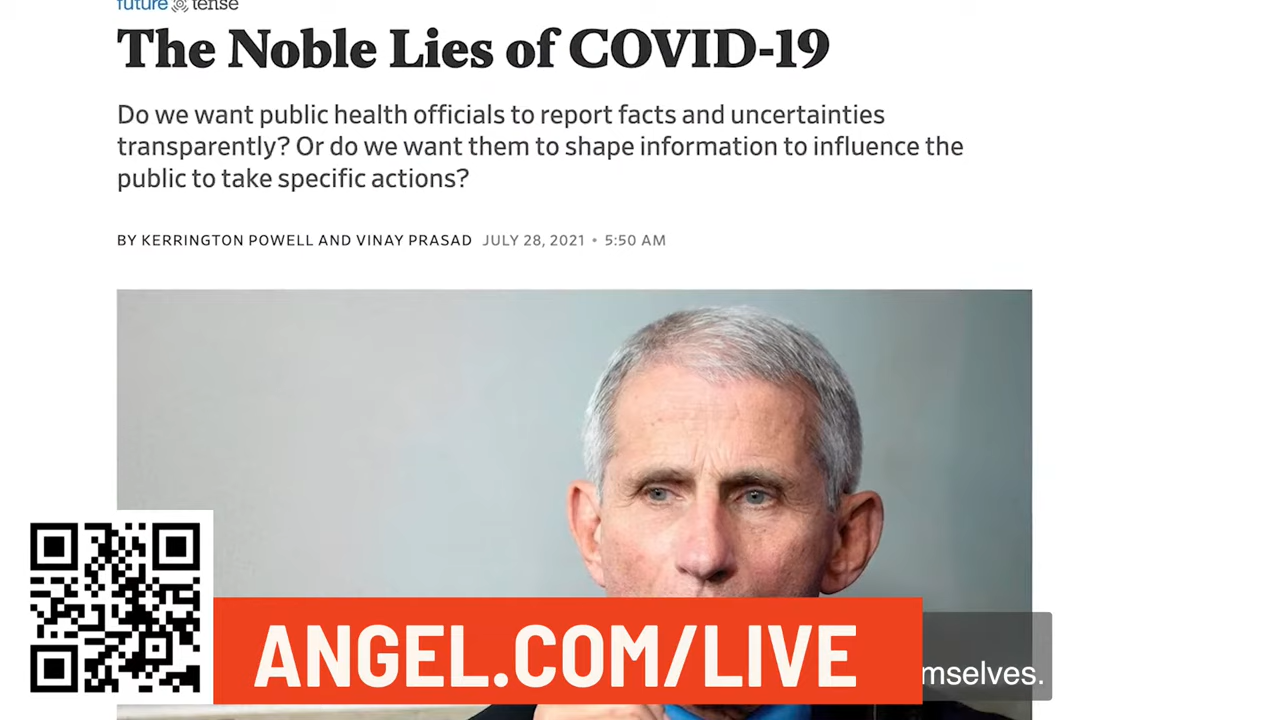 future tense
The Noble Lies of COVID-19
Do we want public health officials to report facts and uncertainties
transparently? Or do we want them to shape information to influence the
public to take specific actions?
BY KERRINGTON POWELL AND VINAY PRASAD JULY 28, 2021 • 5:50 AM
ANGEL.COM/LIVE
mselves.